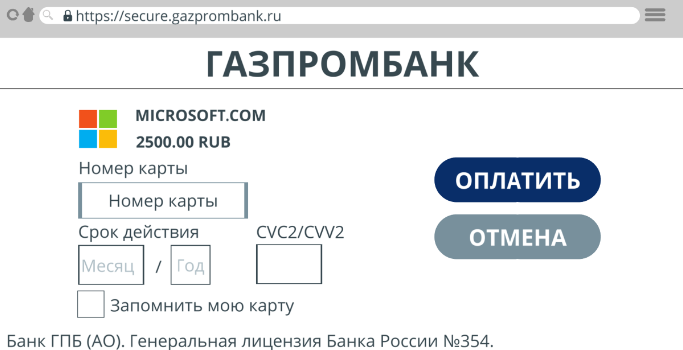 https://secure.gazprombank.ru
ГАЗПРОМБАНК
MICROSOFT.COM
2500.00 RUB
Номер карты
Номер карты
ОПЛАТИТЬ
Срок действия CVC2/CVV2
ОТМЕНА
Месяц / Год
Запомнить мою карту
Банк ГПБ (АО). Генеральная лицензия Банка России №354.